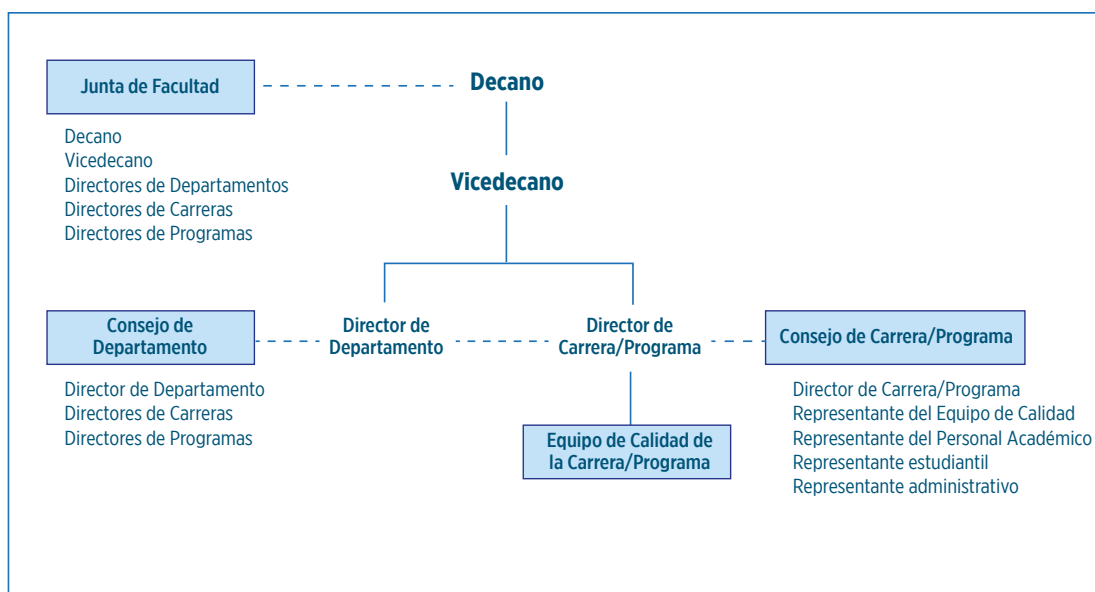 Junta de Facultad
Decano
Decano
Vicedecano
Directores de Departamentos
Directores de Carreras
Directores de Programas
Vicedecano
Consejo de
Departamento
Director de
Departamento
Director de
Carrera/Programa
Consejo de Carrera/Programa
Director de Departamento
Directores de Carreras
Directores de Programas
Equipo de Calidad de
la Carrera/Programa
Director de Carrera/Programa
Representante del Equipo de Calidad
Representante del Personal Académico
Representante estudiantil
Representante administrativo